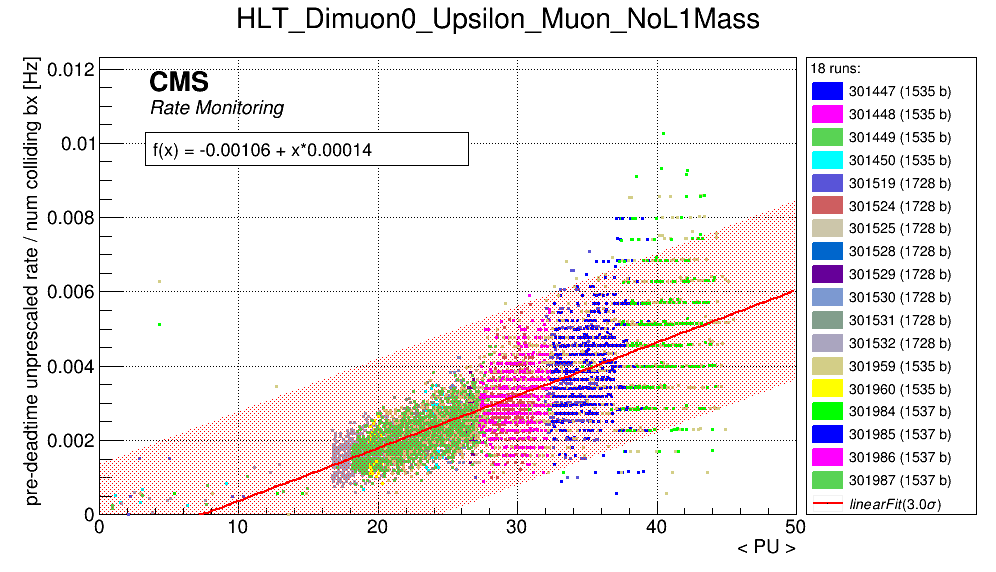 HLT_Dimuon0_Upsilon_Muon_NoL1Mass
pre-deadtime unprescaled rate / num colliding bx [Hz]
0.012
0.01
0.008
0.006
0.004
0.002
0
CMS
Rate Monitoring
f(x) = -0.00106 + x*0.00014
0 10 20 30 40 50
< PU >
18 runs:
301447 (1535 b)
301448 (1535 b)
301449 (1535 b)
301450 (1535 b)
301519 (1728 b)
301524 (1728 b)
301525 (1728 b)
301528 (1728 b)
301529 (1728 b)
301530 (1728 b)
301531 (1728 b)
301532 (1728 b)
301959 (1535 b)
301960 (1535 b)
301984 (1537 b)
301985 (1537 b)
301986 (1537 b)
301987 (1537 b)
linearFit(3.0σ)